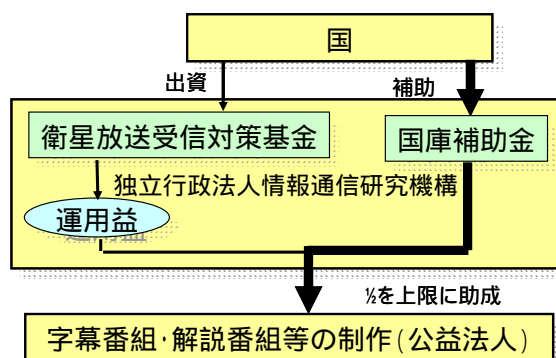 国
出資
補助
衛星放送受信対策基金
国庫補助金
独立行政法人情報通信研究機構
運用益
½を上限に助成
字幕番組･解説番組等の制作(公益法人)